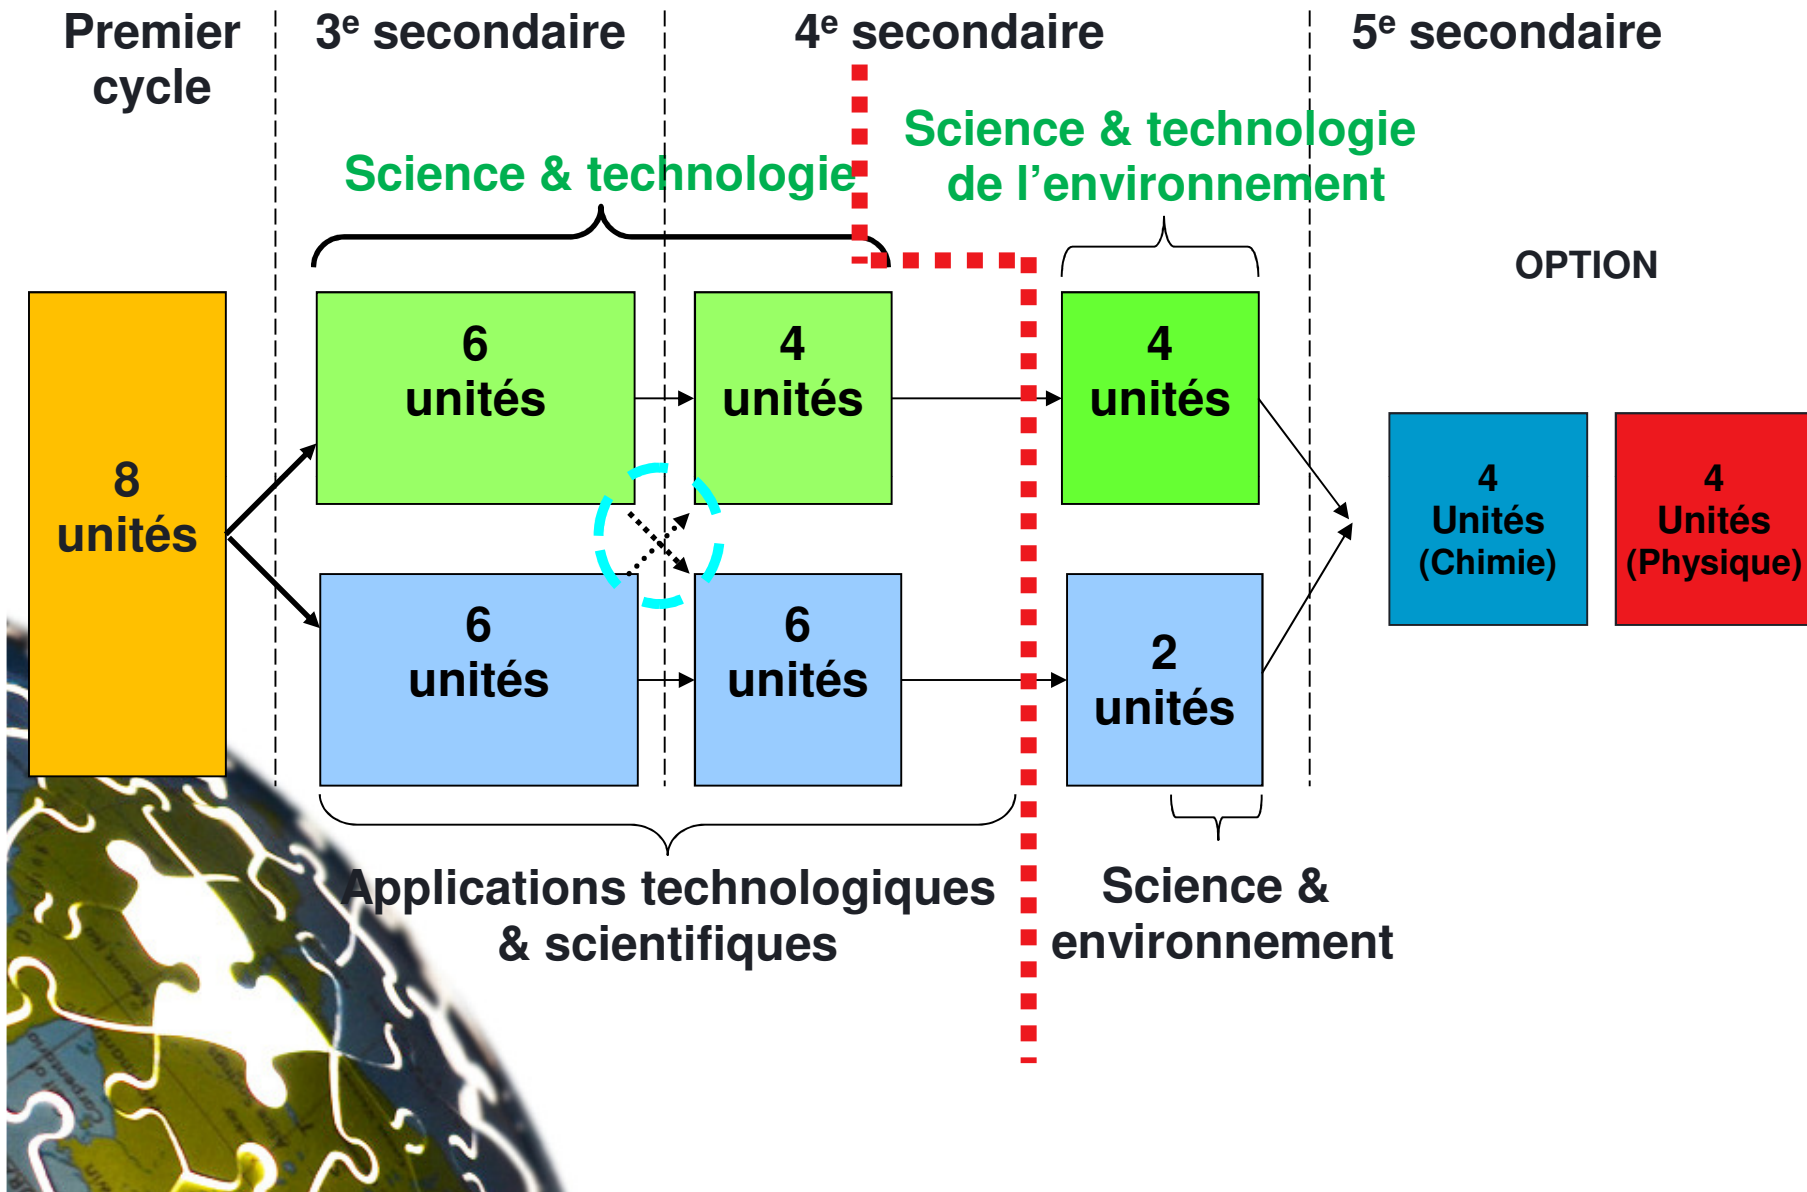 Premier
cycle
3e secondaire
4e secondaire
5e secondaire
Science & technologie
Science & technologie
de l’environnement
OPTION
8
unités
6
unités
4
unités
4
unités
6
unités
6
unités
2
unités
4
Unités
(Chimie)
4
Unités
(Physique)
Applications technologiques
& scientifiques
Science &
environnement